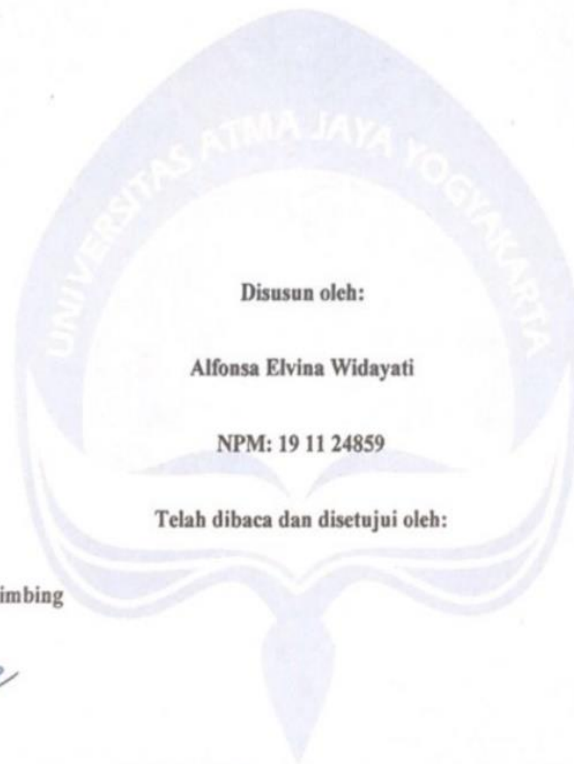 UNIVERSITAS ATMA JAYA YOGYAKARTA
Disusun oleh:
Alfonsa Elvina Widayati
NPM: 19 11 24859
Telah dibaca dan disetujui oleh:
imbing